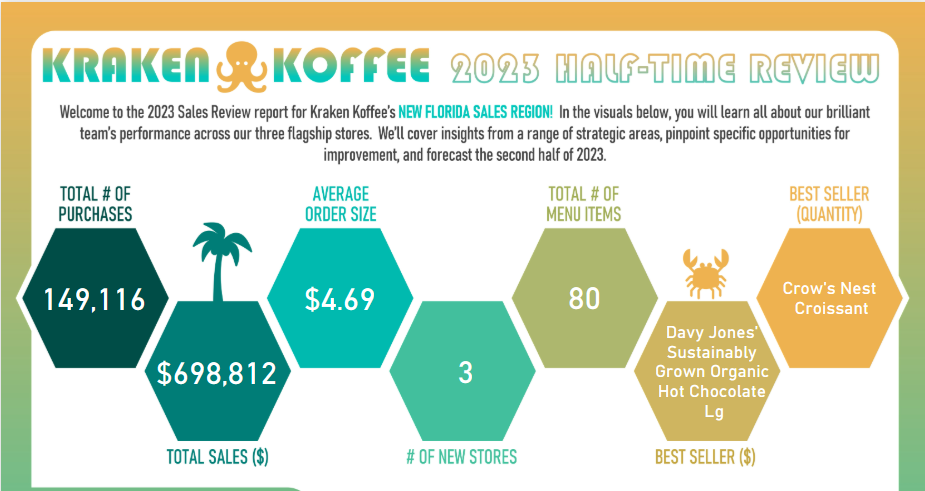 KRAKEN KOFFEE 2023 HALF-TIME REVIEW
Welcome to the 2023 Sales Review report for Kraken Koffee's NEW FLORIDA SALES REGION! In the visuals below, you will learn all about our brilliant
team's performance across our three flagship stores. We'll cover insights from a range of strategic areas, pinpoint specific opportunities for
improvement, and forecast the second half of 2023.
TOTAL # OF
PURCHASES
149,116
$698,812
TOTAL SALES ($)
AVERAGE
ORDER SIZE
$4.69
3
# OF NEW STORES
TOTAL # OF
MENU ITEMS
80
Davy Jones'
Sustainably
Grown Organic
Hot Chocolate
Lg
BEST SELLER ($)
BEST SELLER
(QUANTITY)
Crow's Nest
Croissant